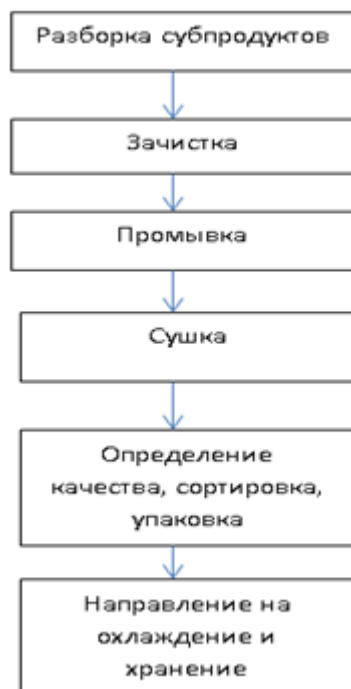 Разборка субпродуктов
Зачистка
Промывка
Сушка
Определение
качества, сортировка,
упаковка
Направление на
охлаждение и
хранение